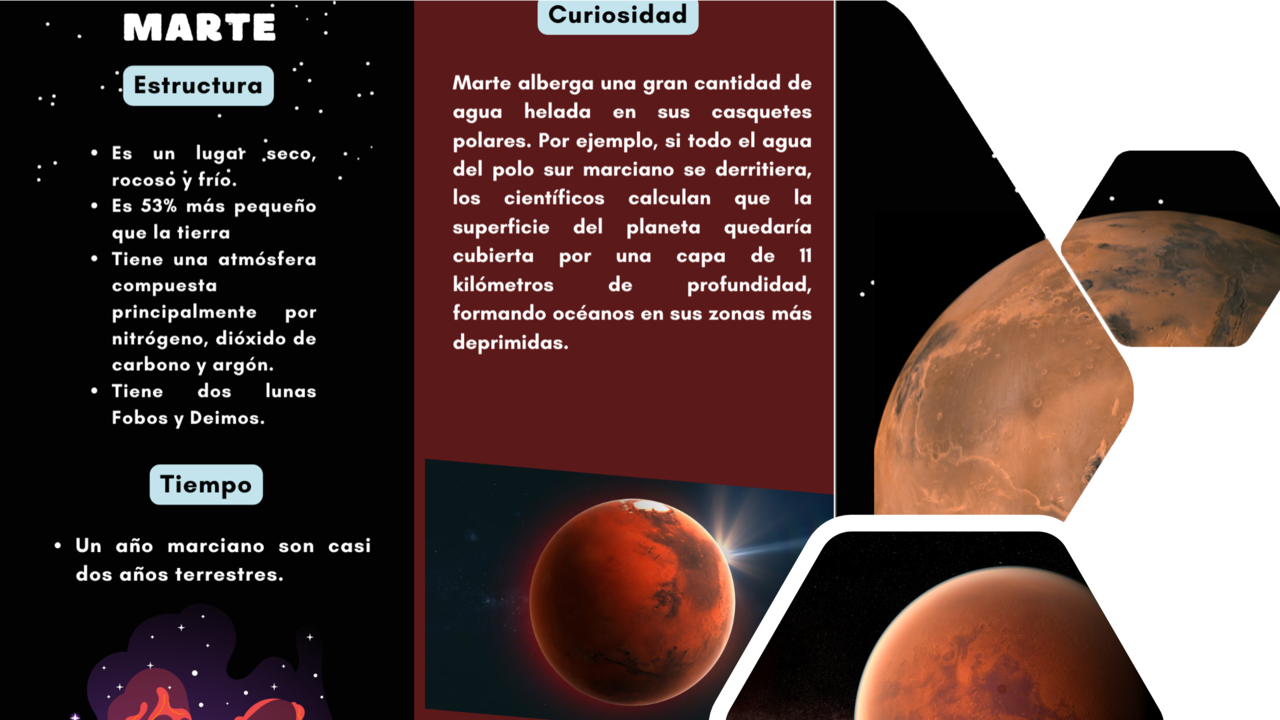 MARTE
Estructura
• Es un lugar seco,
rocoso y frío.
• Es 53% más pequeño
que la tierra
• Tiene una atmósfera
compuesta
principalmente por
nitrógeno, dióxido de
carbono y argón.
• Tiene dos lunas
Fobos y Deimos.
Tiempo
• Un año marciano son casi
dos años terrestres.
Curiosidad
Marte alberga una gran cantidad de
agua helada en sus casquetes
polares. Por ejemplo, si todo el agua
del polo sur marciano se derritiera,
los científicos calculan que la
superficie del planeta quedaría
cubierta por una capa de 11
kilómetros de profundidad,
formando océanos en sus zonas más
deprimidas.